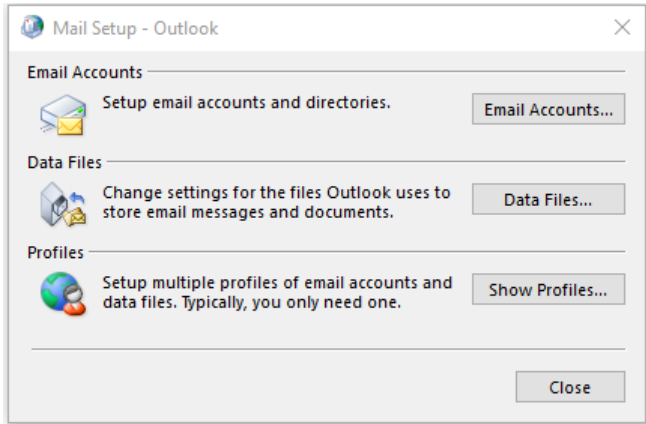 Mail Setup - Outlook
Email Accounts
Setup email accounts and directories.
Email Accounts...
Data Files
Change settings for the files Outlook uses to
store email messages and documents.
Data Files...
Profiles
Setup multiple profiles of email accounts and
data files. Typically, you only need one.
Show Profiles...
Close